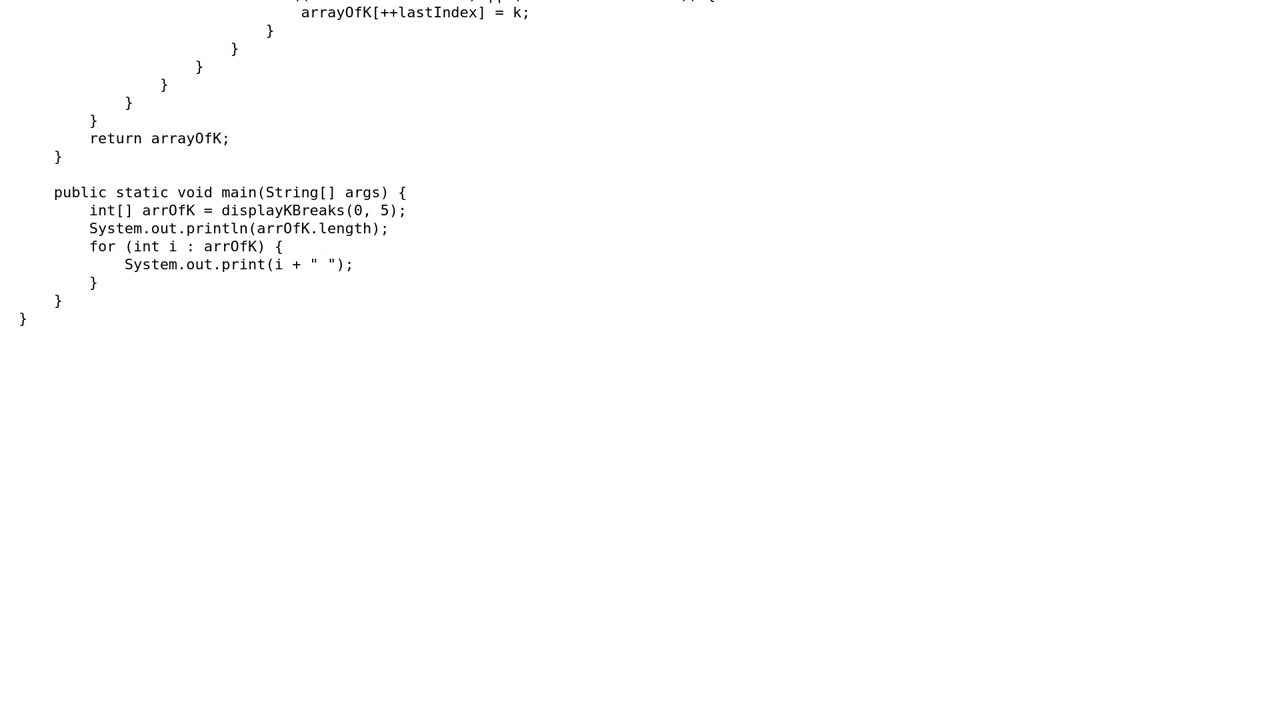 arrayOfK[++lastIndex] = k;
}
}
}
}
}
}
return arrayOfK;
}
public static void main(String[] args) {
int[] arrOfK = displayKBreaks(0, 5);
System.out.println(arrOfK.length);
for (int i : arrOfK) {
System.out.print(i + " ");
}
}
}